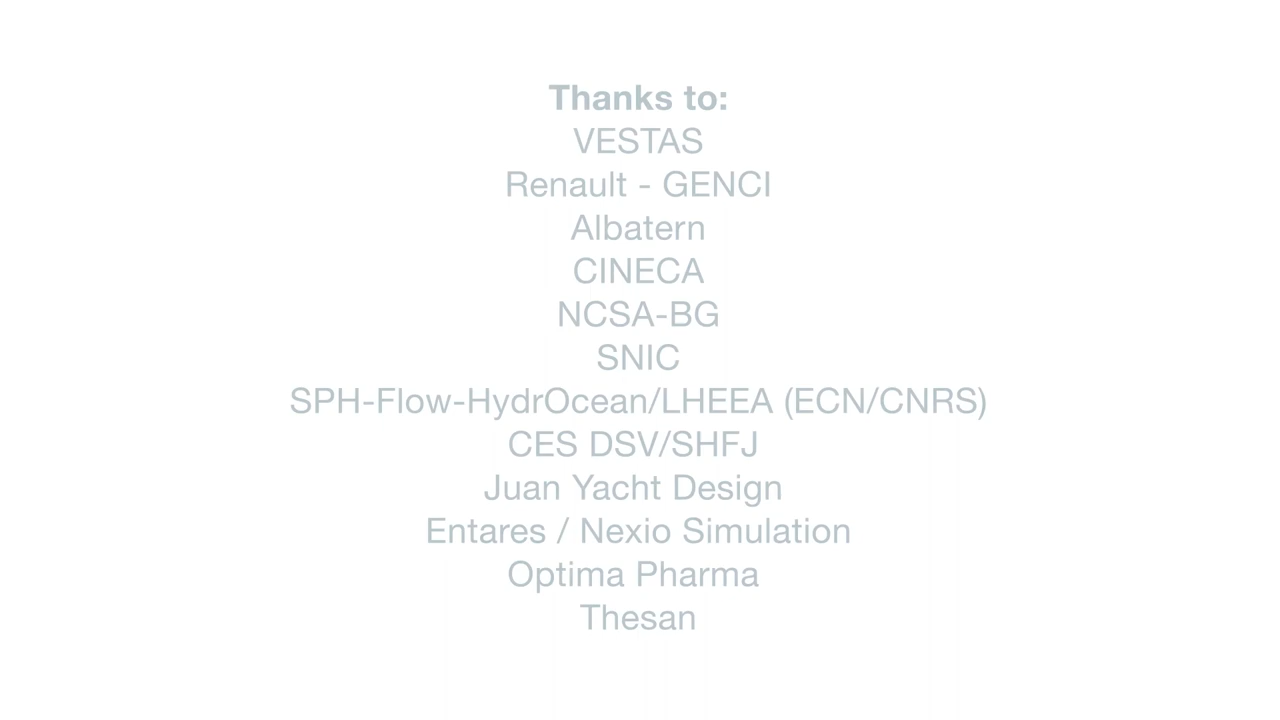 Thanks to:
VESTAS
Renault - GENCI
Albatern
CINECA
NCSA-BG
SNIC
SPH-Flow-HydrOcean/LHEEA (ECN/CNRS)
CES DSV/SHFJ
Juan Yacht Design
Entares / Nexio Simulation
Optima Pharma
Thesan